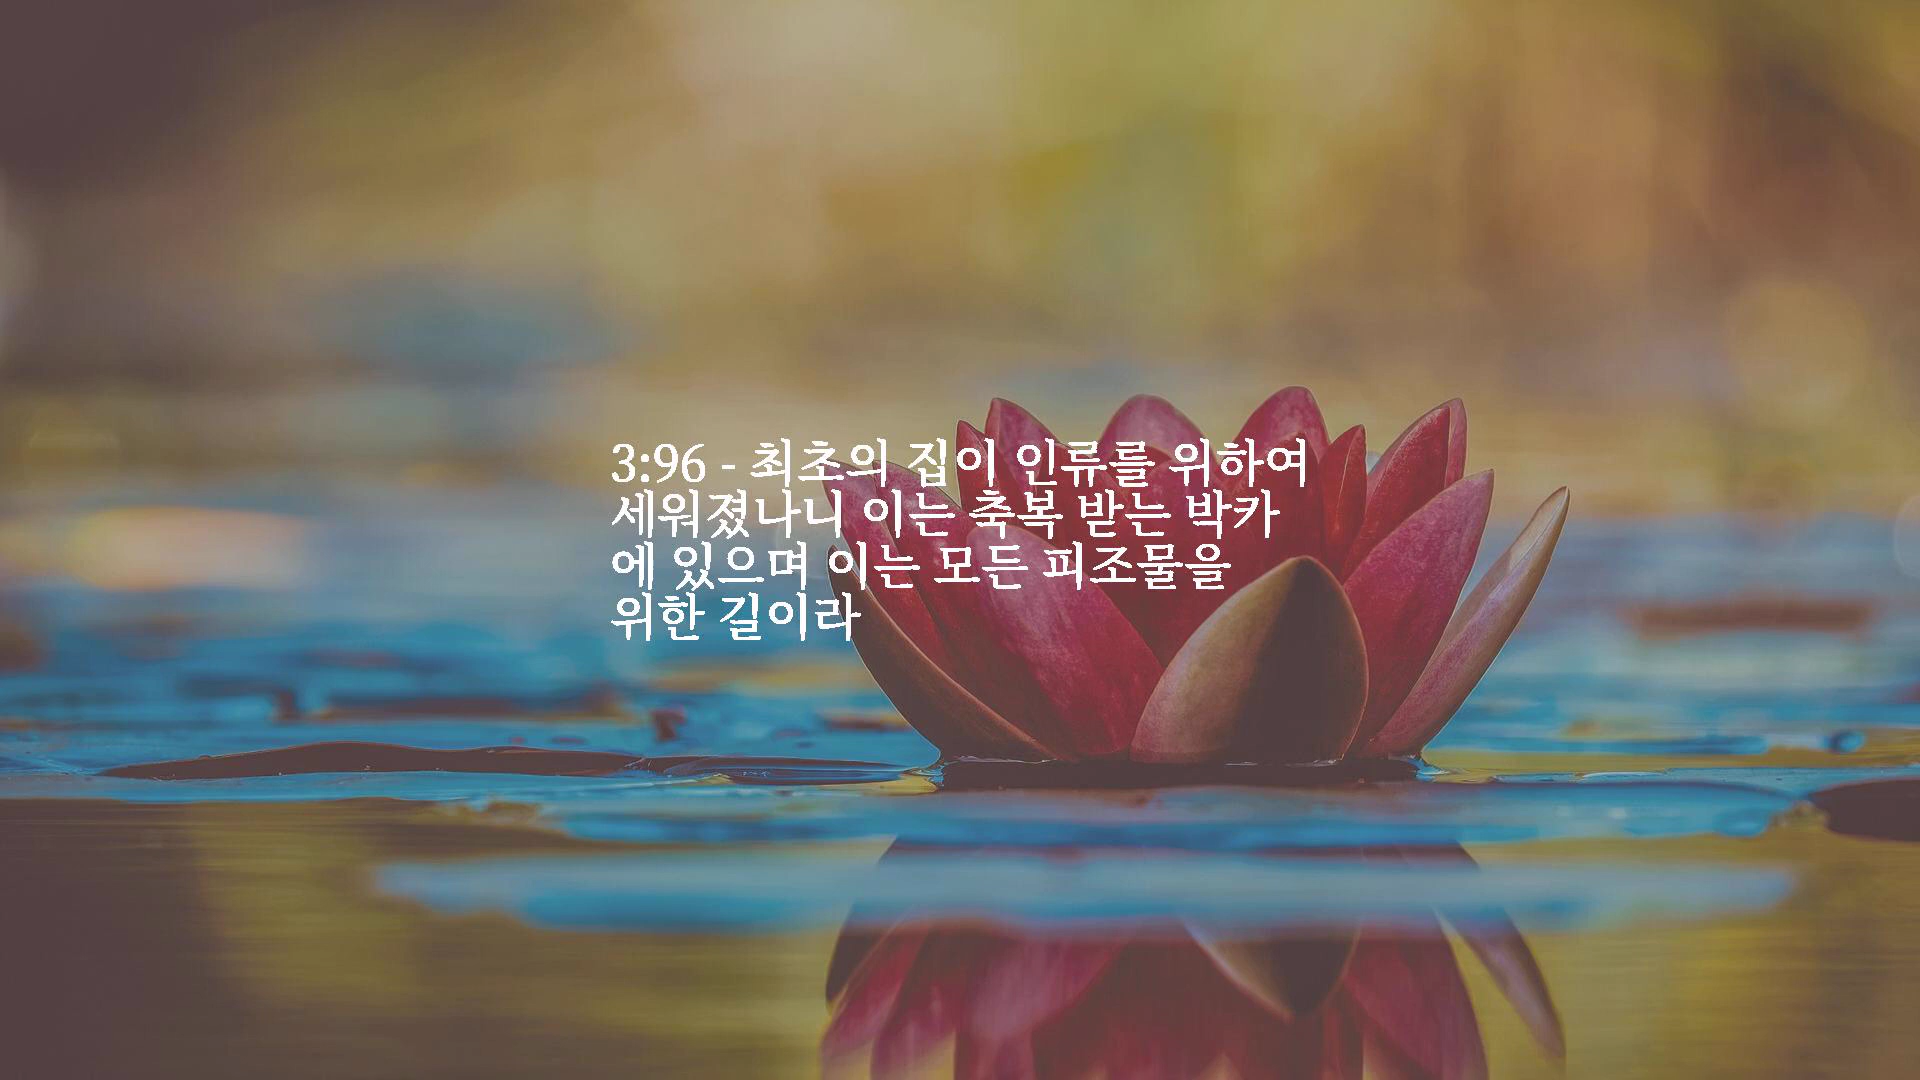 3:96 - 최초의 집이 인류를 위하여
세워졌나니 이는 축복 받는 박카
에 있으며 이는 모든 피조물을
위한 길이라